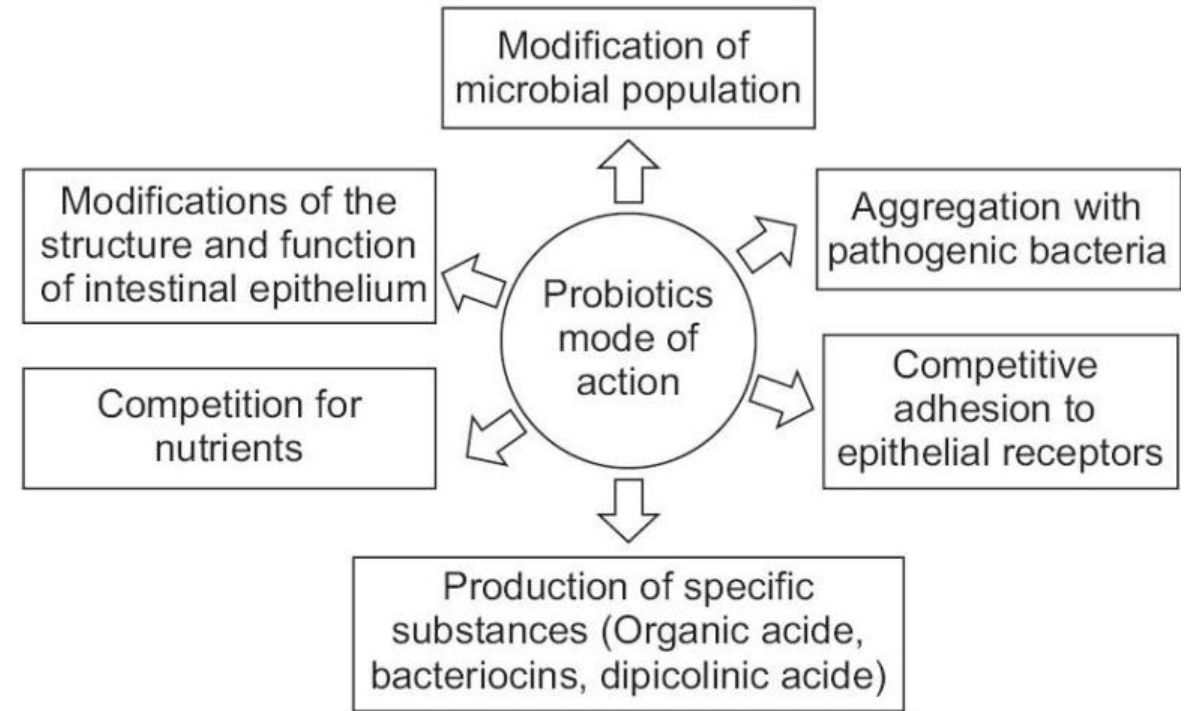 Modification of
microbial population
Modifications of the
structure and function
of intestinal epithelium
Aggregation with
pathogenic bacteria
Probiotics
mode of
action
Competition for
nutrients
Competitive
adhesion to
epithelial receptors
Production of specific
substances (Organic acide,
bacteriocins, dipicolinic acide)